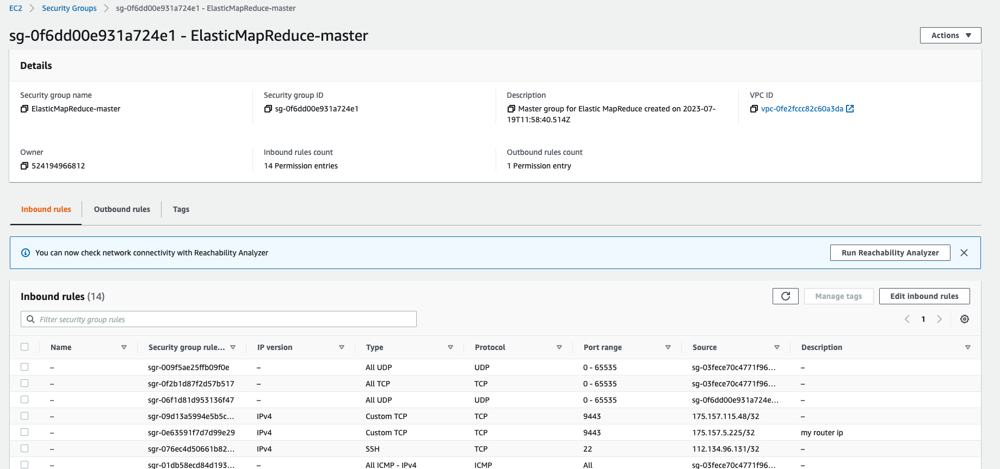 EC2 > Security Groups > sg-0f6dd00e931a724e1 - ElasticMapReduce-master
sg-0f6dd00e931a724e1 - ElasticMapReduce-master
Actions
Details
Security group name
ElasticMapReduce-master
Security group ID
sg-0f6dd00e931a724e1
Description
Master group for Elastic MapReduce created on 2023-07-
19T11:58:40.514Z
VPC ID
vpc-0fe2fccc82c60a3da
Owner
524194966812
Inbound rules count
14 Permission entries
Outbound rules count
1 Permission entry
Inbound rules Outbound rules Tags
You can now check network connectivity with Reachability Analyzer
Run Reachability Analyzer
Inbound rules (14)
Manage tags
Edit inbound rules
Filter security group rules
1
Name Security group rule... IP version Type Protocol Port range Source Description
– sgr-009f5ae25ffb09f0e – All UDP UDP 0 - 65535 sg-03fece70c4771f96... –
– sgr-0f2b1d87f2d57b517 – All TCP TCP 0 - 65535 sg-03fece70c4771f96... –
– sgr-06f1d81d953136f47 – All UDP UDP 0 - 65535 sg-0f6dd00e931a724e... –
– sgr-09d13a5994e5b5c... IPv4 Custom TCP TCP 9443 175.157.115.48/32 –
– sgr-0e63591f7d7d99e29 IPv4 Custom TCP TCP 9443 175.157.5.225/32 my router ip
– sgr-076ec4d50661b82... IPv4 SSH TCP 22 112.134.96.131/32 –
– sgr-01db58ecd84d193... – All ICMP - IPv4 ICMP All sg-03fece70c4771f96... –